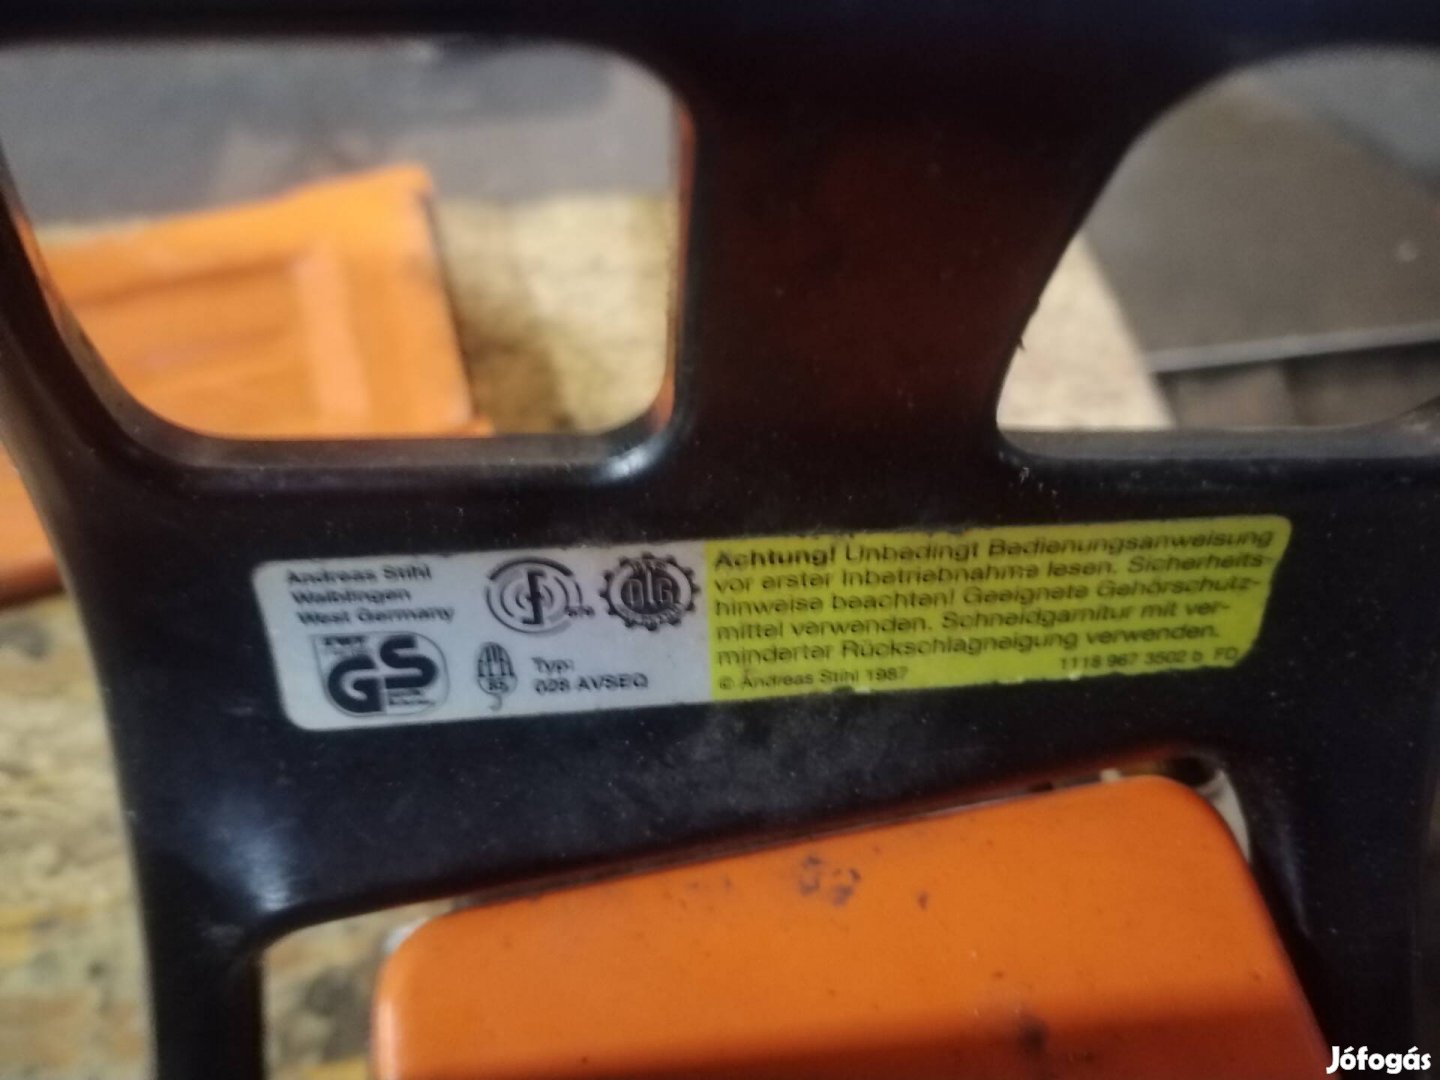 Andreas Stihl
Waiblingen
West Germany
GS
DLG
Typ:
028 AVSEQ
Achtung! Unbedingt Bedienungsanweisung
vor erster Inbetriebnahme lesen. Sicherheits-
hinweise beachten! Geeignete Gehörschutz-
mittel verwenden. Schneidgarnitur mit ver-
minderter Rückschlagneigung verwenden.
© Andreas Stihl 1987
1118 967 3502 b FD
Jófogás